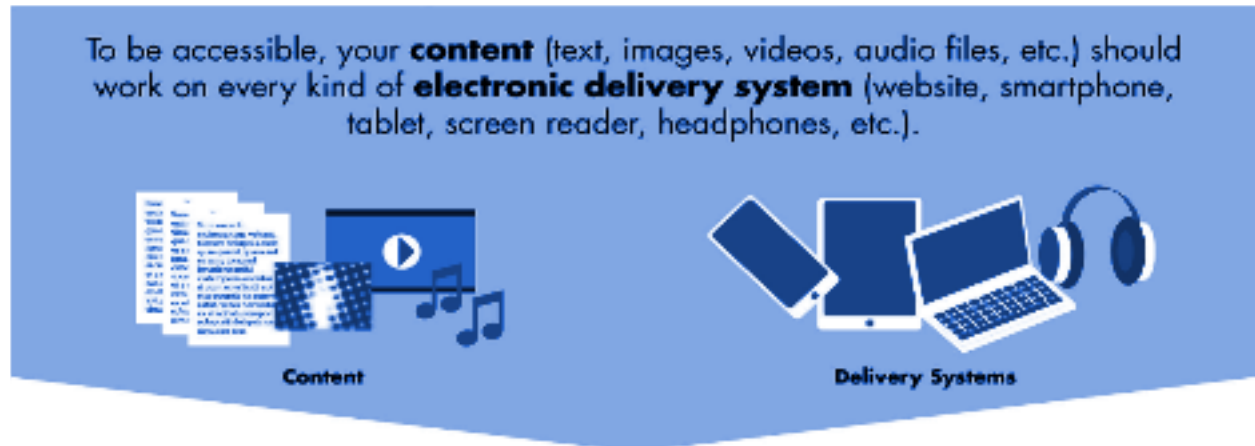 To be accessible, your content (text, images, videos, audio files, etc.) should
work on every kind of electronic delivery system (website, smartphone,
tablet, screen reader, headphones, etc.).
Content
Delivery Systems